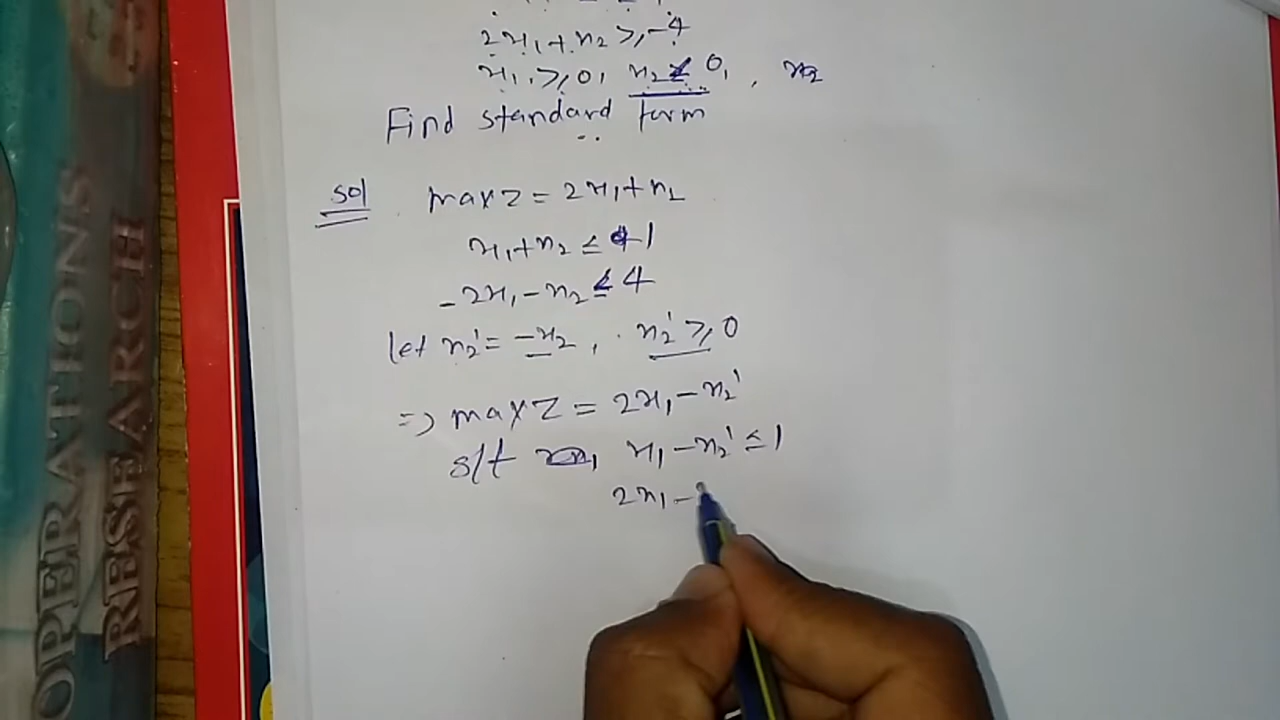 2x₁ + x₂ ≥ -4
x₁ ≥ 0, x₂ ≤ 0, x₂
Find standard form
Sol max Z = 2x₁ + x₂
x₁ + x₂ ≤ 1
-2x₁ - x₂ ≤ 4
let x₂' = -x₂, x₂' ≥ 0
=> max Z = 2x₁ - x₂'
s/t x₁ - x₂' ≤ 1
2x₁ -
OPERATIONS
RESEARCH